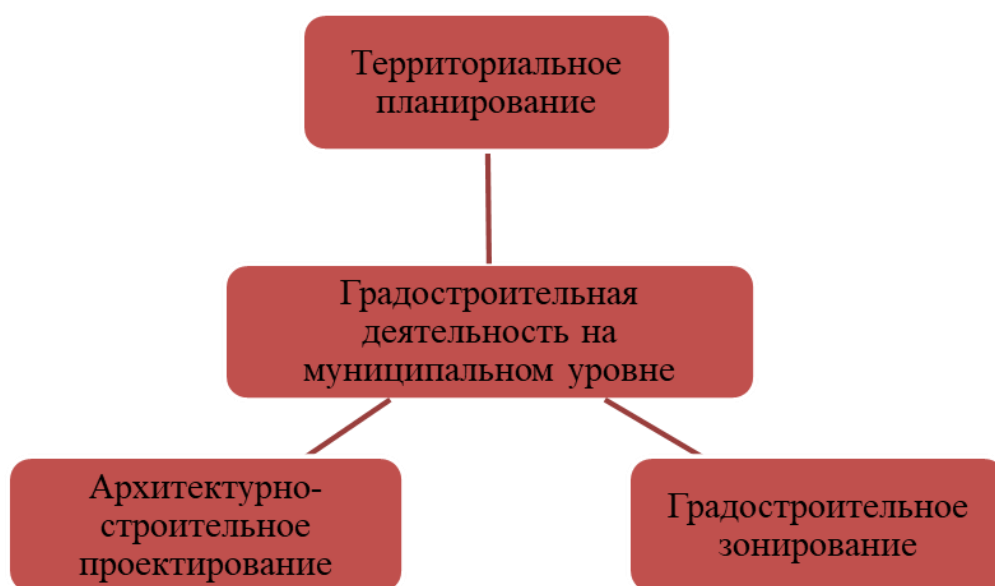 Территориальное
планирование
Градостроительная
деятельность на
муниципальном уровне
Архитектурно-
строительное
проектирование
Градостроительное
зонирование